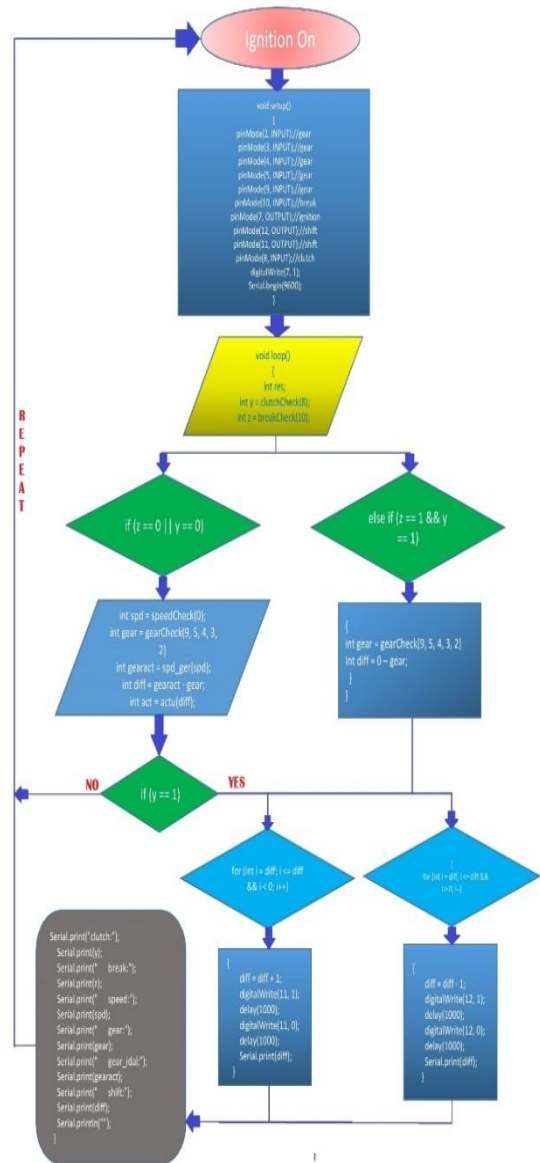 Ignition On
void setup()
{
pinMode(2, INPUT);//gear
pinMode(3, INPUT);//gear
pinMode(4, INPUT);//gear
pinMode(5, INPUT);//gear
pinMode(9, INPUT);//gear
pinMode(10, INPUT);//break
pinMode(7, OUTPUT);//ignition
pinMode(12, OUTPUT);//shift
pinMode(11, OUTPUT);//shift
pinMode(8, INPUT);//clutch
digitalWrite(7, 1);
Serial.begin(9600);
}
void loop()
{
int res;
int y = clutchCheck(8);
int z = breakCheck(10);
REPEAT
if (z == 0 || y == 0)
else if (z == 1 && y
== 1)
int spd = speedCheck(0);
int gear = gearCheck(9, 5, 4, 3,
2)
int gearact = spd_ger(spd);
int diff = gearact - gear;
int act = actu(diff);
{
int gear = gearCheck(9, 5, 4, 3, 2)
Int diff = 0 – gear;
}
}
NO
if (y == 1)
YES
for (int i = diff; i <= diff
&& i < 0; i++)
{
for (int i = diff; i <= diff &&
i > 0; i--)
Serial.print("clutch:");
Serial.print(y);
Serial.print("    break:");
Serial.print(z);
Serial.print("    speed:");
Serial.print(spd);
Serial.print("    gear:");
Serial.print(gear);
Serial.print("    gear_idal:");
Serial.print(gearact);
Serial.print("    shift:");
Serial.print(diff);
Serial.println("");
}
{
diff = diff + 1;
digitalWrite(11, 1);
delay(1000);
digitalWrite(11, 0);
delay(1000);
Serial.print(diff);
}
{
diff = diff - 1;
digitalWrite(12, 1);
delay(1000);
digitalWrite(12, 0);
delay(1000);
Serial.print(diff);
}